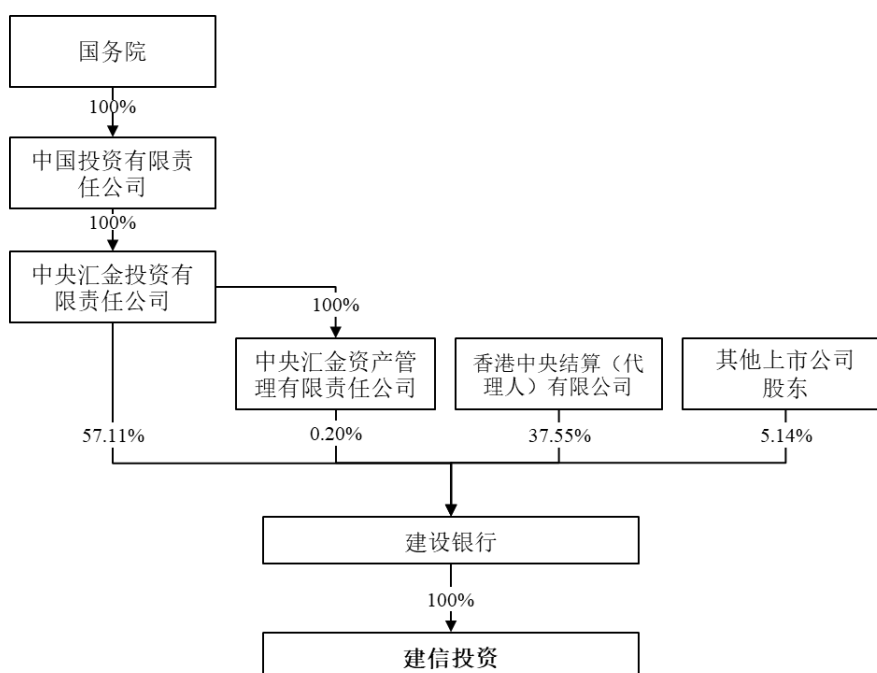 国务院
100%
中国投资有限责
任公司
100%
中央汇金投资有
限责任公司
100%
中央汇金资产管
理有限责任公司
香港中央结算（代
理人）有限公司
其他上市公司
股东
57.11%
0.20%
37.55%
5.14%
建设银行
100%
建信投资